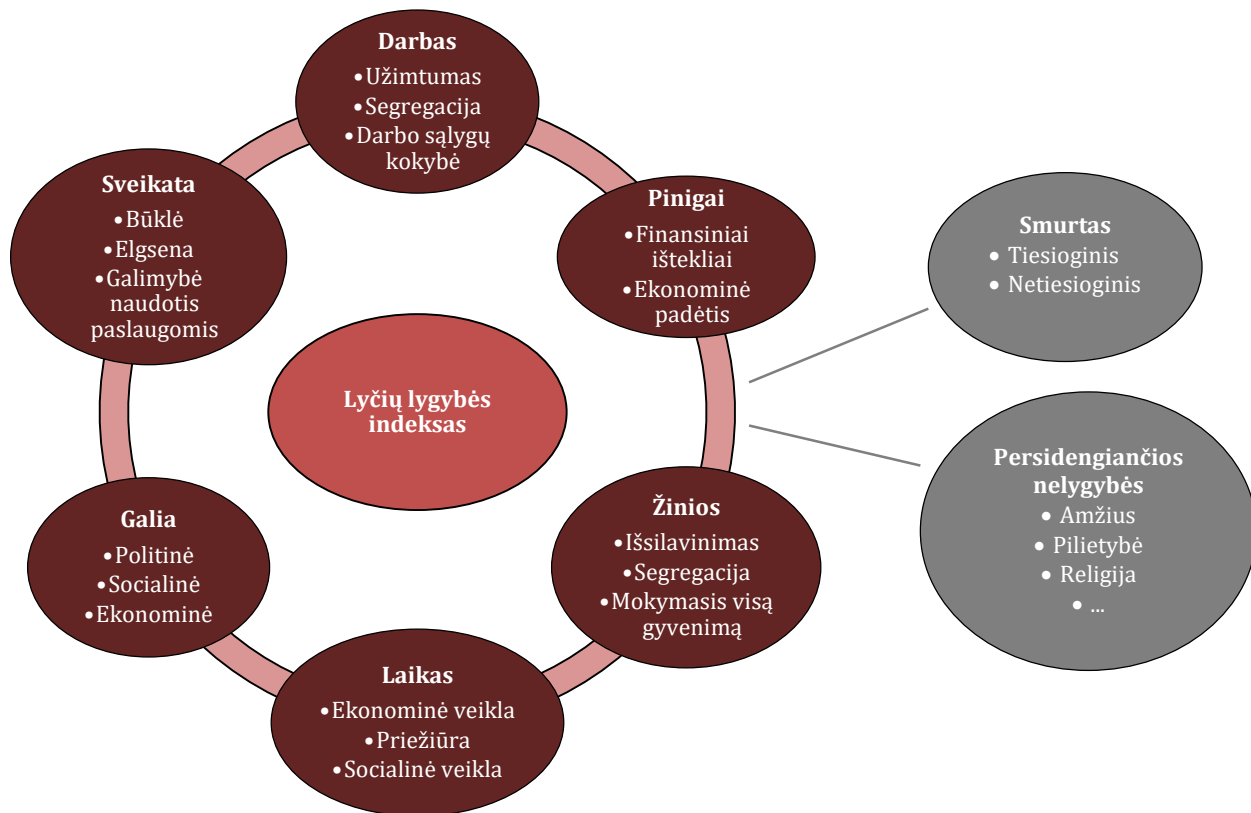 Darbas
•Užimtumas
•Segregacija
•Darbo sąlygų
kokybė
Pinigai
•Finansiniai
ištekliai
•Ekonominė
padėtis
Žinios
•Išsilavinimas
•Segregacija
•Mokymasis visą
gyvenimą
Laikas
•Ekonominė veikla
•Priežiūra
•Socialinė veikla
Galia
•Politinė
•Socialinė
•Ekonominė
Sveikata
•Būklė
•Elgsena
•Galimybė
naudotis
paslaugomis
Lyčių lygybės
indeksas
Smurtas
• Tiesioginis
• Netiesioginis
Persidengiančios
nelygybės
• Amžius
• Pilietybė
• Religija
• ...